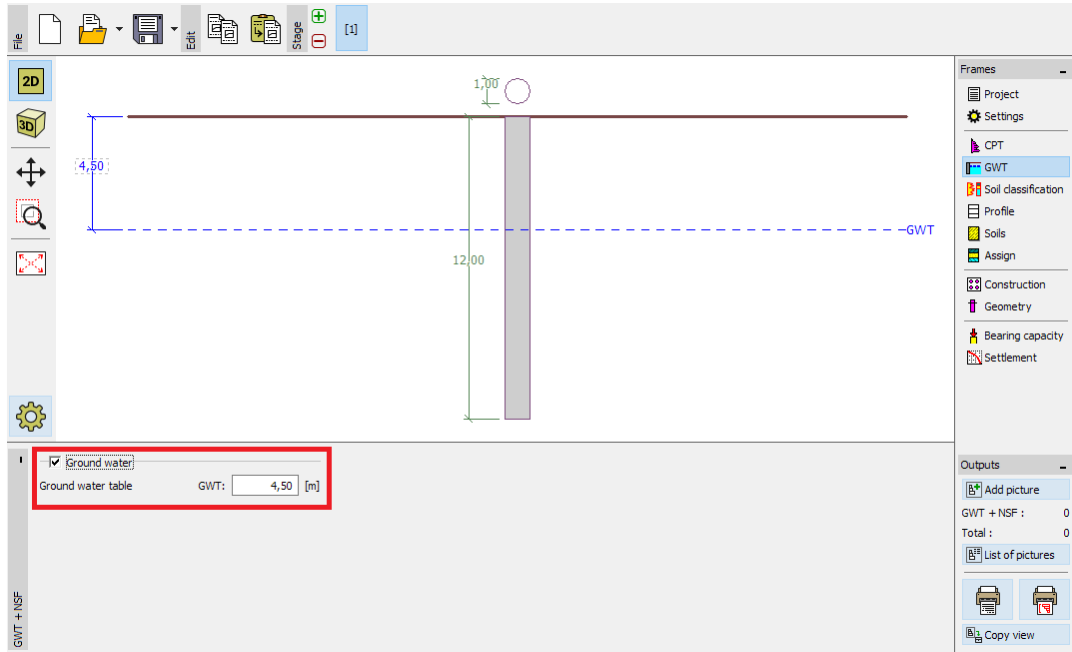 File
Edit
Stage
[1]
2D
3D
Frames
Project
Settings
CPT
GWT
Soil classification
Profile
Soils
Assign
Construction
Geometry
Bearing capacity
Settlement
1,00
4,50
GWT
12,00
Ground water
Ground water table GWT: 4,50 [m]
GWT + NSF
Outputs
Add picture
GWT + NSF : 0
Total : 0
List of pictures
Copy view